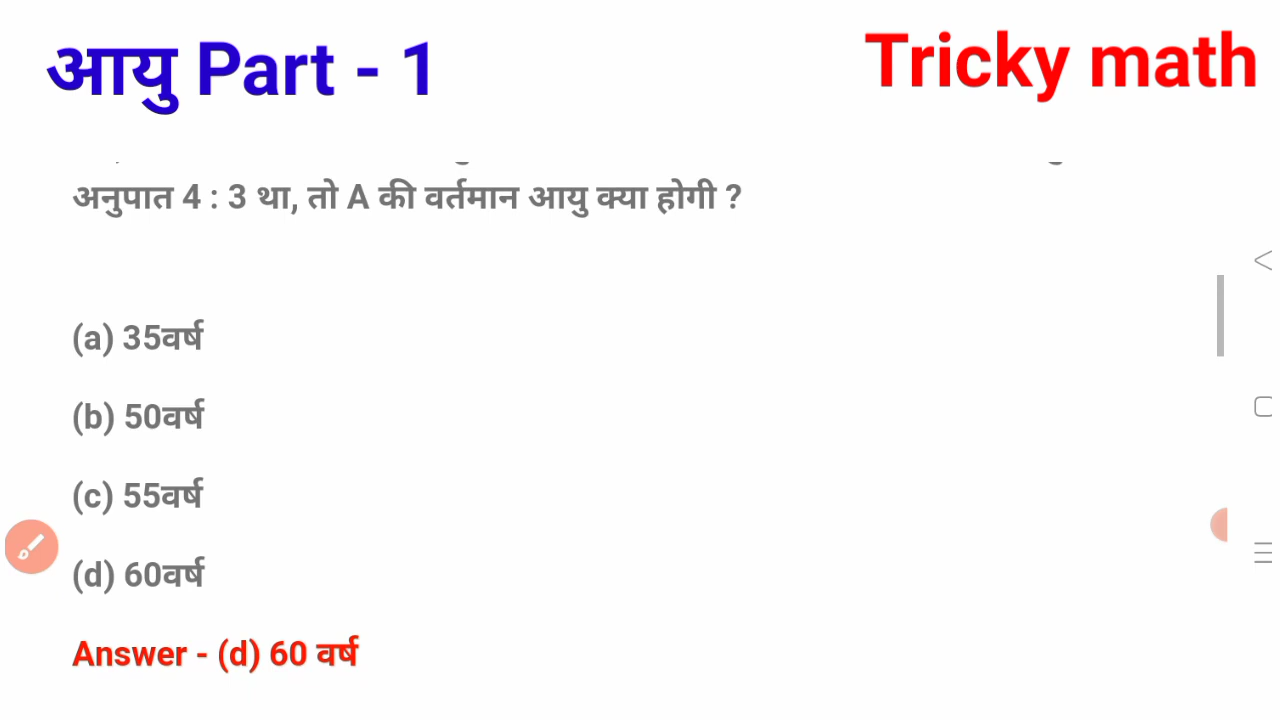 आयु Part - 1
Tricky math
अनुपात 4 : 3 था, तो A की वर्तमान आयु क्या होगी ?
(a) 35वर्ष
(b) 50वर्ष
(c) 55वर्ष
(d) 60वर्ष
Answer - (d) 60 वर्ष